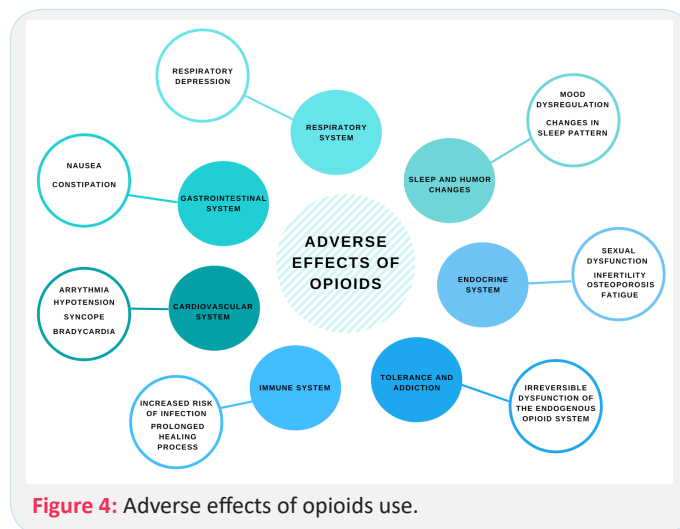 RESPIRATORY
DEPRESSION
RESPIRATORY
SYSTEM
MOOD
DYSREGULATION
CHANGES IN
SLEEP PATTERN
SLEEP AND HUMOR
CHANGES
NAUSEA
CONSTIPATION
GASTROINTESTINAL
SYSTEM
ADVERSE
EFFECTS OF
OPIOIDS
SEXUAL
DYSFUNCTION
INFERTILITY
OSTEOPOROSIS
FATIGUE
ENDOCRINE
SYSTEM
ARRYTHMIA
HYPOTENSION
SYNCOPE
BRADYCARDIA
CARDIOVASCULAR
SYSTEM
IMMUNE SYSTEM
TOLERANCE AND
ADDICTION
INCREASED RISK
OF INFECTION
PROLONGED
HEALING
PROCESS
IRREVERSIBLE
DYSFUNCTION OF
THE ENDOGENOUS
OPIOID SYSTEM
Figure 4: Adverse effects of opioids use.